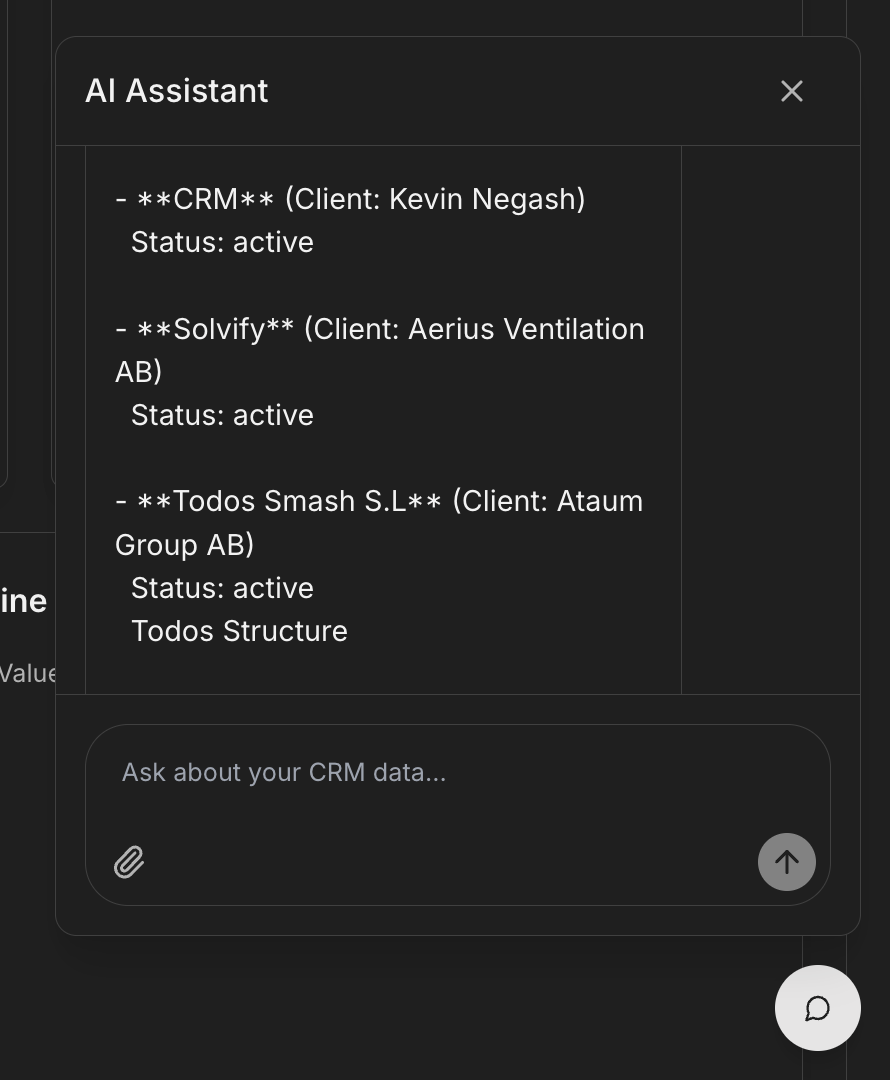 AI Assistant
- **CRM** (Client: Kevin Negash)
Status: active
- **Solvify** (Client: Aerius Ventilation
AB)
Status: active
- **Todos Smash S.L** (Client: Ataum
Group AB)
Status: active
Todos Structure
ine
Value
Ask about your CRM data...